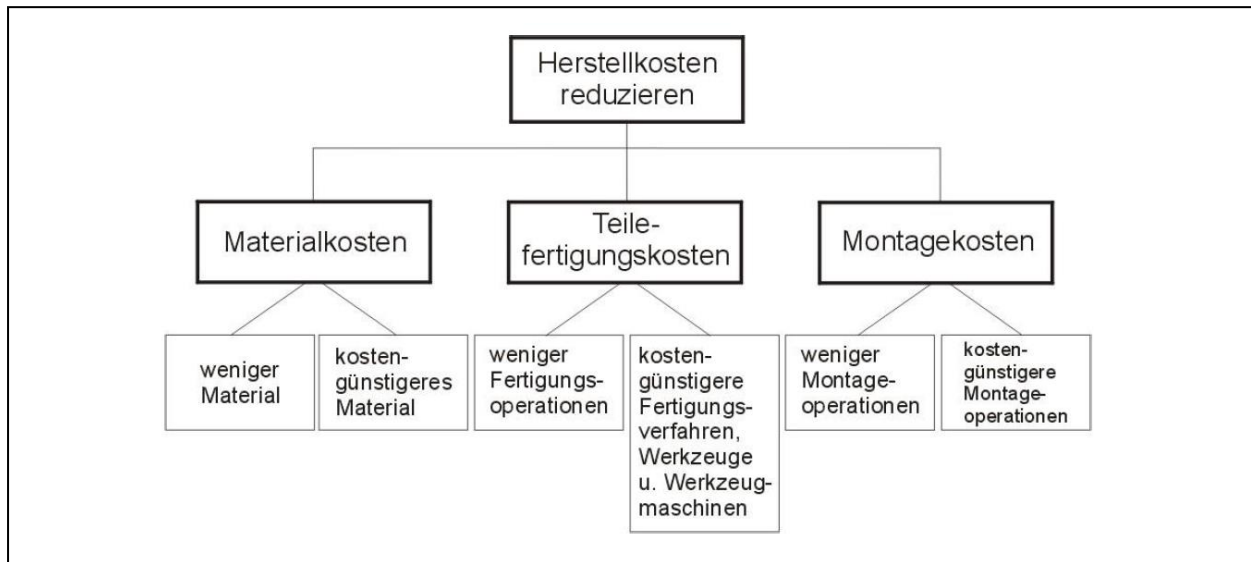 Herstellkosten
reduzieren
Materialkosten
Teile-
fertigungskosten
Montagekosten
weniger
Material
kosten-
günstigeres
Material
weniger
Fertigungs-
operationen
kosten-
günstigere
Fertigungs-
verfahren,
Werkzeuge
u. Werkzeug-
maschinen
weniger
Montage-
operationen
kosten-
günstigere
Montage-
operationen